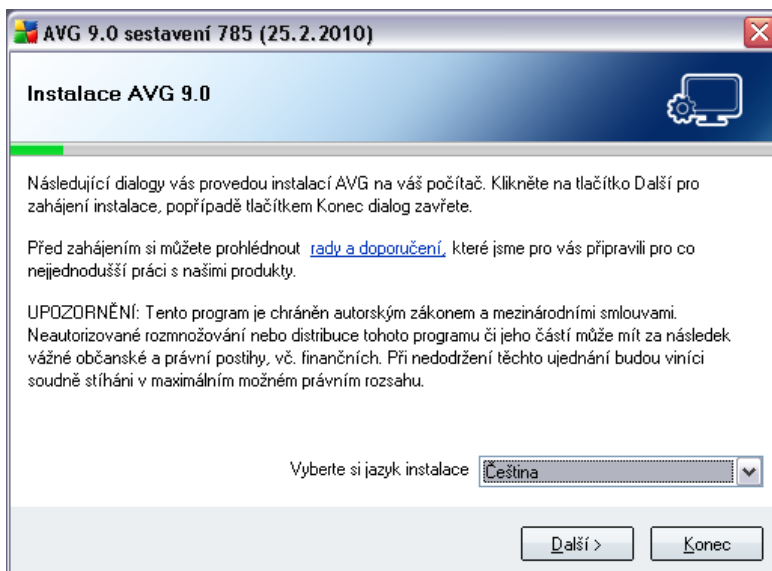 AVG 9.0 sestavení 785 (25.2.2010)
Instalace AVG 9.0
Následující dialogy vás provedou instalací AVG na váš počítač. Klikněte na tlačítko Další pro
zahájení instalace, popřípadě tlačítkem Konec dialog zavřete.
Před zahájením si můžete prohlédnout rady a doporučení, které jsme pro vás připravili pro co
nejjednodušší práci s našimi produkty.
UPOZORNĚNÍ: Tento program je chráněn autorským zákonem a mezinárodními smlouvami.
Neautorizované rozmnožování nebo distribuce tohoto programu či jeho částí může mít za následek
vážné občanské a právní postihy, vč. finančních. Při nedodržení těchto ujednání budou viníci
soudně stíháni v maximálním možném právním rozsahu.
Vyberte si jazyk instalace Čeština
Další > Konec